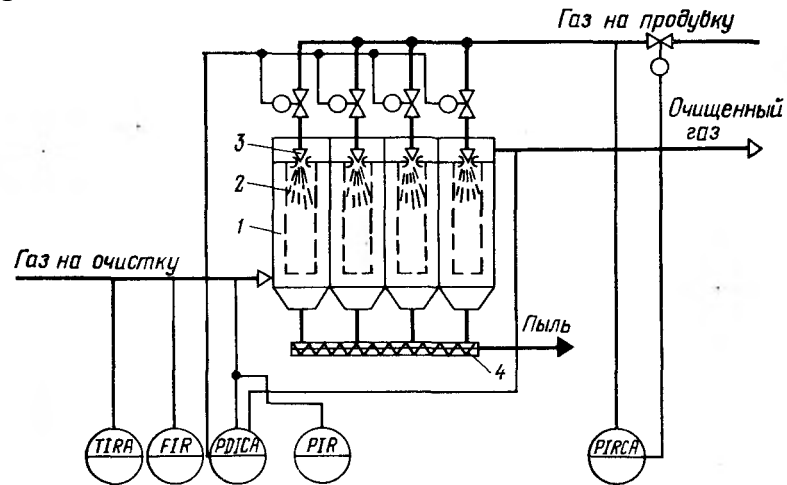 Газ на продувку
Очищенный
газ
3
2
1
Газ на очистку
Пыль
4
TIRA
FIR
PDICA
PIR
PIRCA